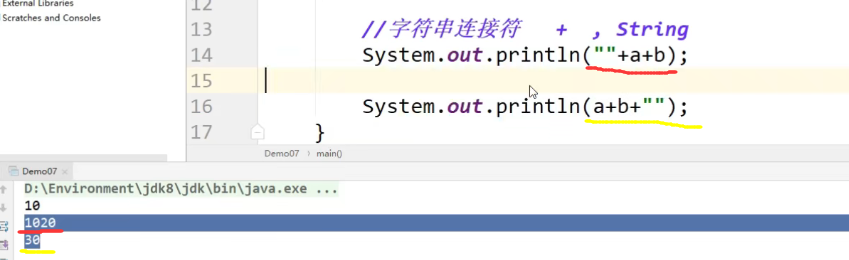 External Libraries
Scratches and Consoles
12
13 //字符串连接符 + , String
14 System.out.println(""+a+b);
15
16 System.out.println(a+b+"");
17 }
Demo07 › main()
Demo07 ×
D:\Environment\jdk8\jdk\bin\java.exe ...
10
1020
30